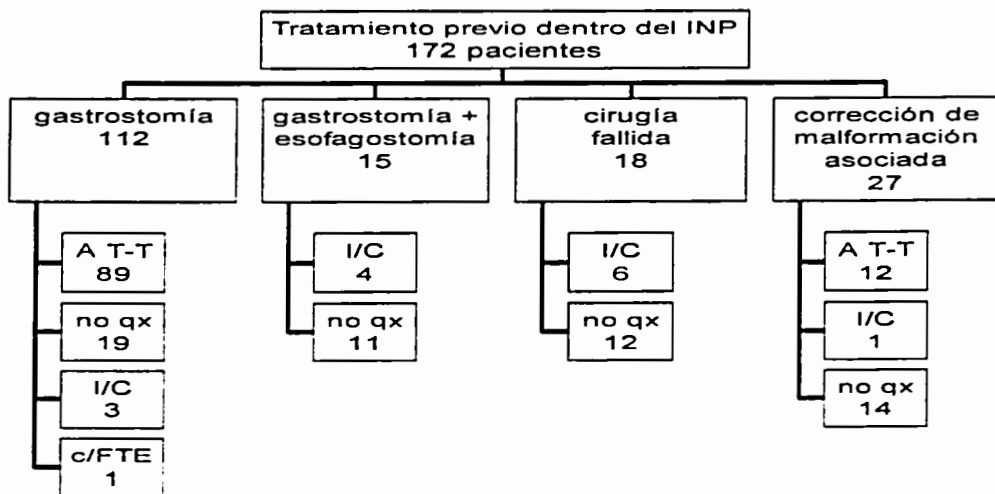 Tratamiento previo dentro del INP
172 pacientes
gastrostomía
112
A T-T
89
no qx
19
I/C
3
c/FTE
1
gastrostomía +
esofagostomía
15
I/C
4
no qx
11
cirugía
fallida
18
I/C
6
no qx
12
corrección de
malformación
asociada
27
A T-T
12
I/C
1
no qx
14